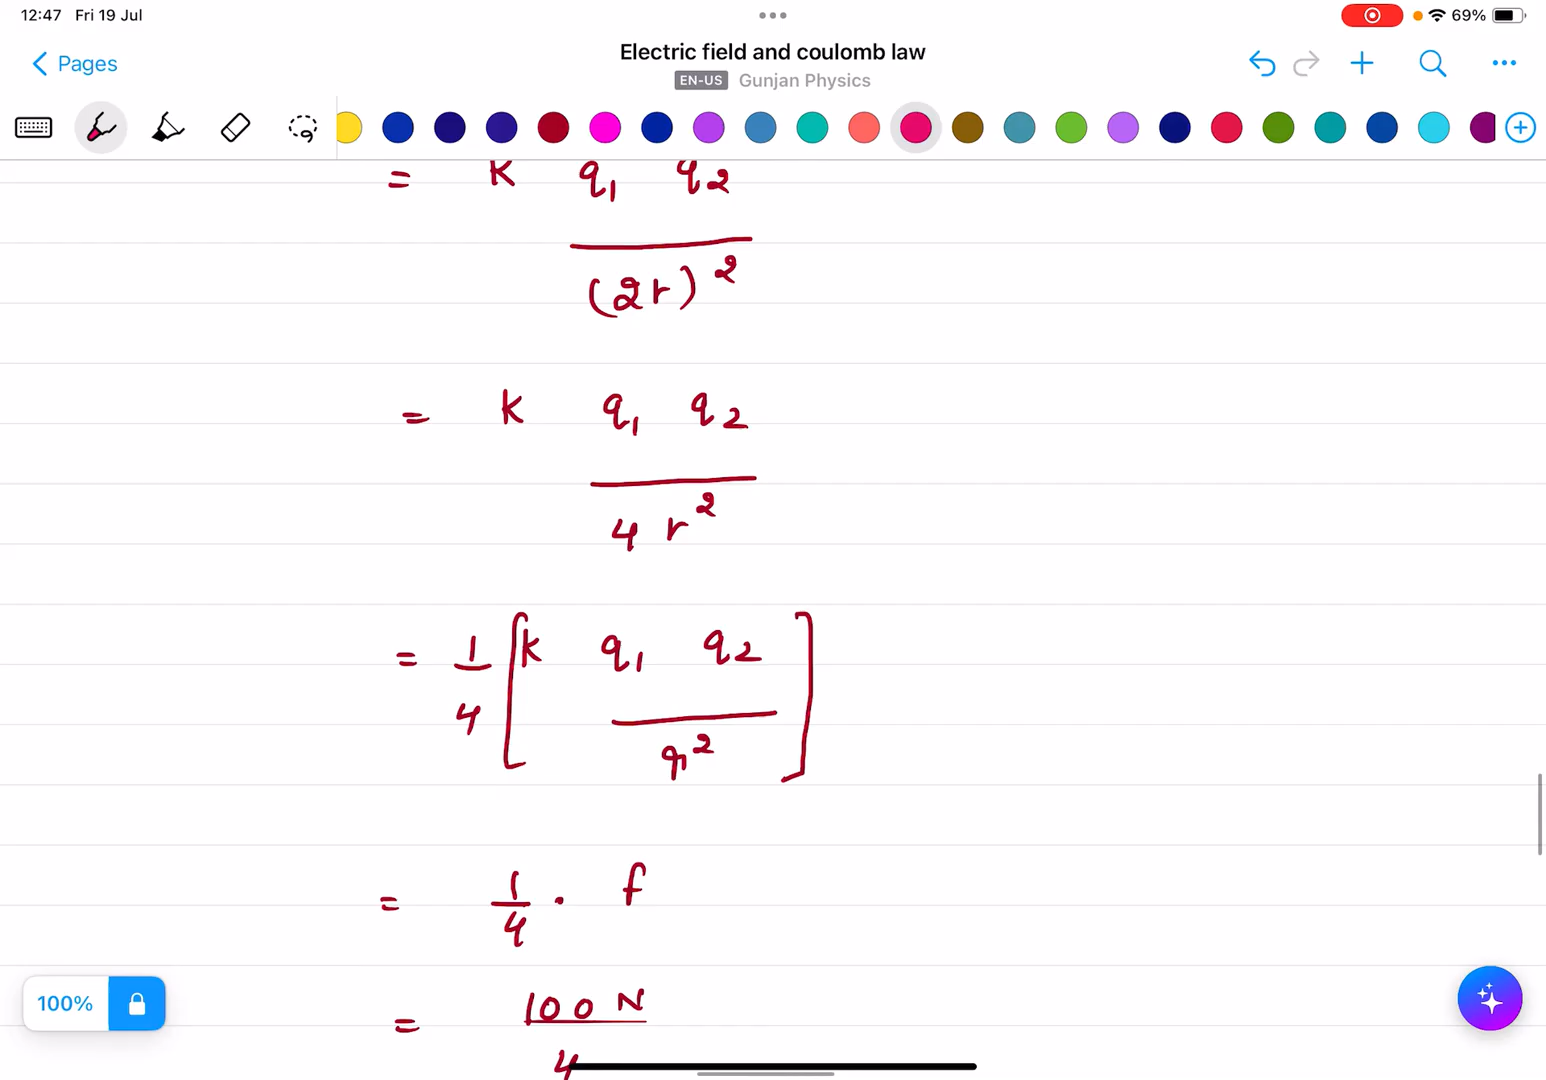 12:47 Fri 19 Jul
69%
Pages
Electric field and coulomb law
EN-US Gunjan Physics
= K q1 q2
(2r)²
= k q1 q2
4 r²
= 1/4 [k q1 q2
r²]
= 1/4 . f
= 100 N
4
100%